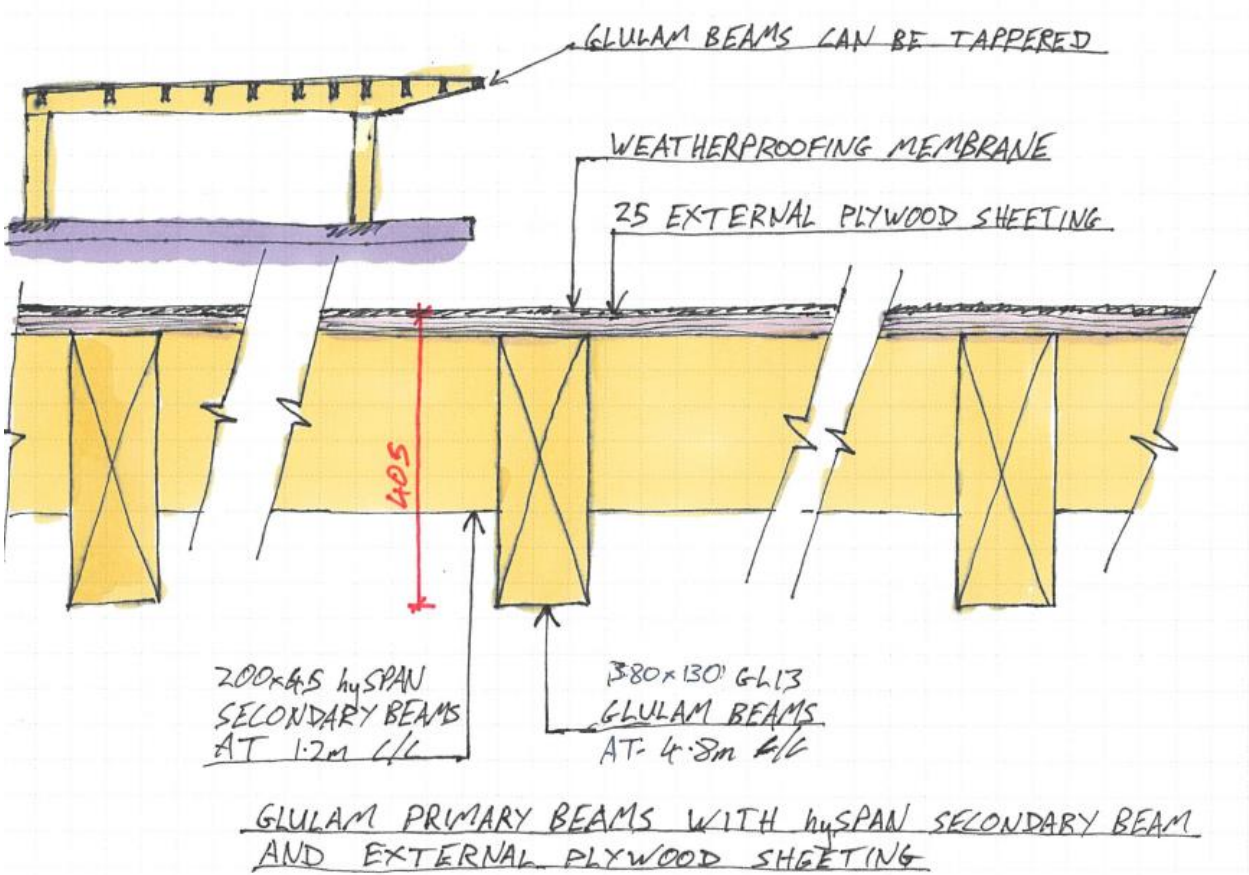 GLULAM BEAMS CAN BE TAPPERED
WEATHERPROOFING MEMBRANE
25 EXTERNAL PLYWOOD SHEETING
405
200x45 hySPAN
SECONDARY BEAMS
AT 1.2m C/C
380x130 GL13
GLULAM BEAMS
AT 4.8m C/C
GLULAM PRIMARY BEAMS WITH hySPAN SECONDARY BEAM
AND EXTERNAL PLYWOOD SHEETING